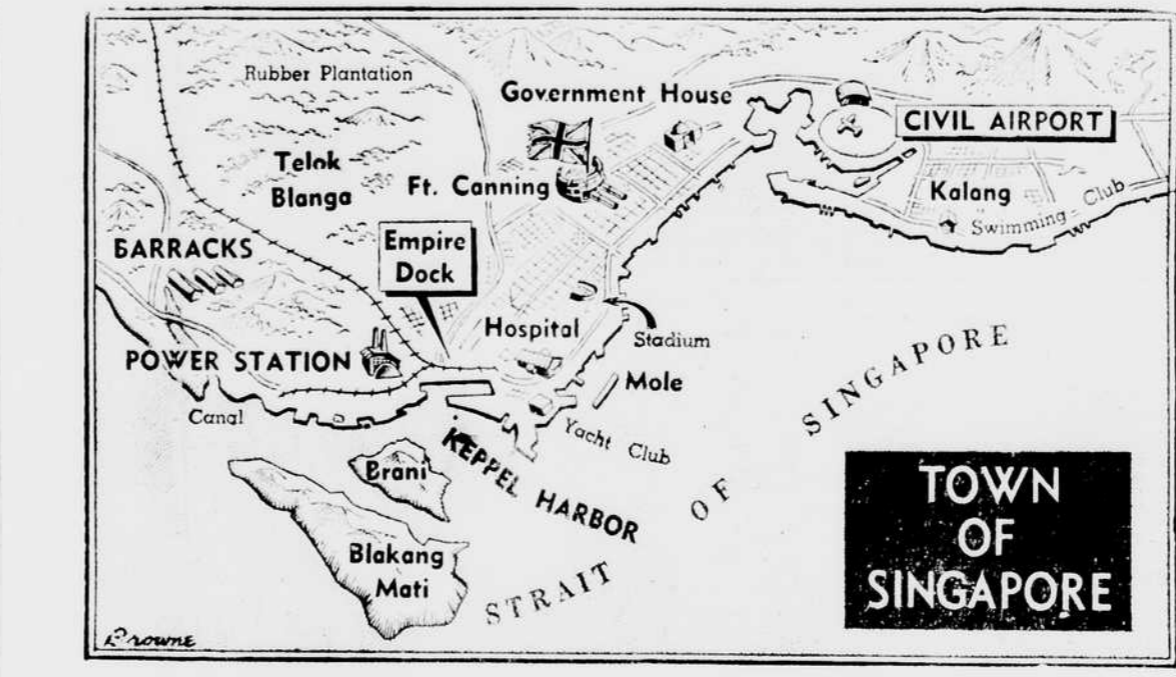 Rubber Plantation
Government House
CIVIL AIRPORT
Telok
Blanga
Ft. Canning
Kalang
Swimming Club
BARRACKS
Empire
Dock
Hospital
Stadium
POWER STATION
Mole
Canal
Yacht Club
KEPPEL HARBOR
Brani
Blakang
Mati
STRAIT OF SINGAPORE
TOWN
OF
SINGAPORE
Browne